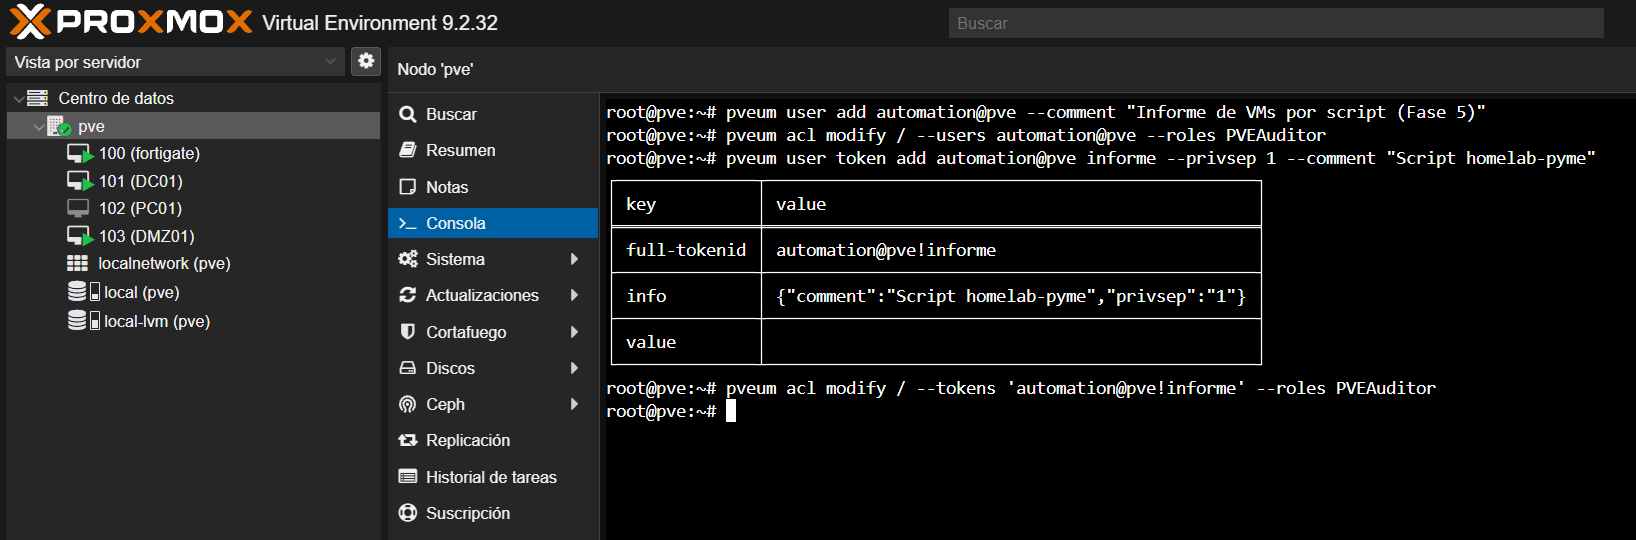 PROXMOX Virtual Environment 9.2.32
Buscar
Vista por servidor
Centro de datos
pve
100 (fortigate)
101 (DC01)
102 (PC01)
103 (DMZ01)
localnetwork (pve)
local (pve)
local-lvm (pve)
Nodo 'pve'
Buscar
Resumen
Notas
Consola
Sistema
Actualizaciones
Cortafuego
Discos
Ceph
Replicación
Historial de tareas
Suscripción
root@pve:~# pveum user add automation@pve --comment "Informe de VMs por script (Fase 5)"
root@pve:~# pveum acl modify / --users automation@pve --roles PVEAuditor
root@pve:~# pveum user token add automation@pve informe --privsep 1 --comment "Script homelab-pyme"
key value
full-tokenid automation@pve!informe
info {"comment":"Script homelab-pyme","privsep":"1"}
value
root@pve:~# pveum acl modify / --tokens 'automation@pve!informe' --roles PVEAuditor
root@pve:~#